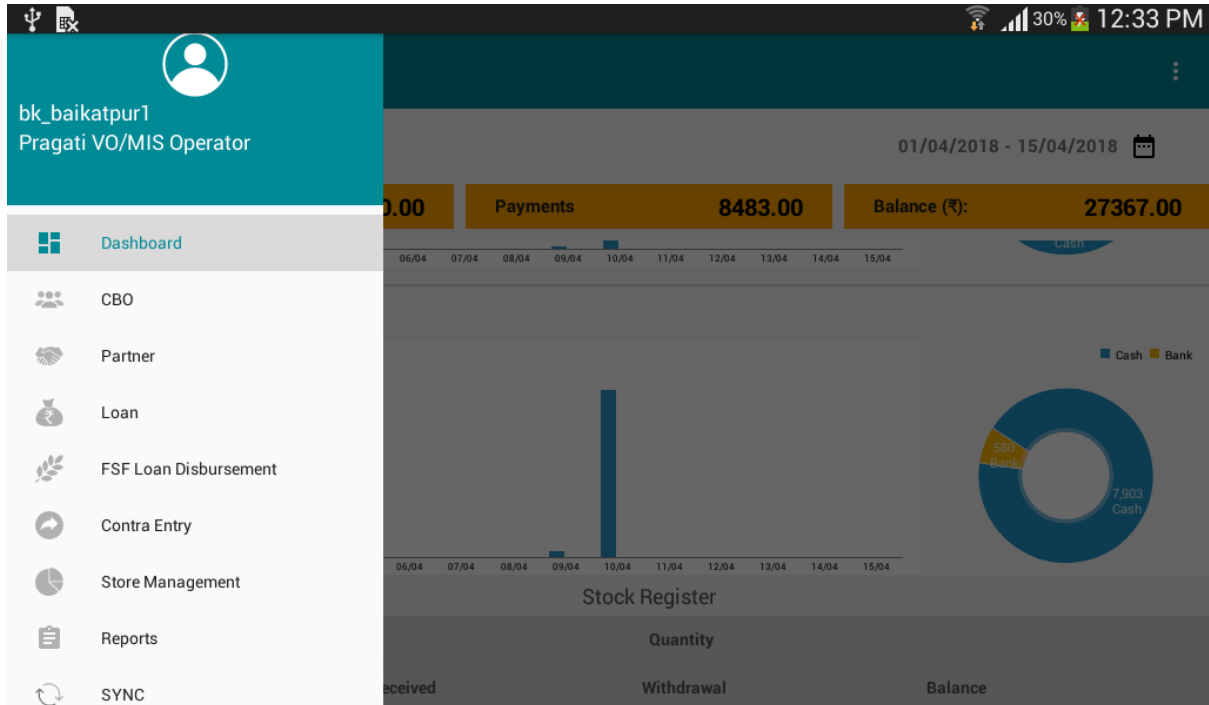 30% 12:33 PM
bk_baikatpur1
Pragati VO/MIS Operator
01/04/2018 - 15/04/2018
0.00 Payments 8483.00 Balance (₹): 27367.00
Dashboard
Cash
06/04 07/04 08/04 09/04 10/04 11/04 12/04 13/04 14/04 15/04
CBO
Partner
Cash Bank
Loan
580
Bank
FSF Loan Disbursement
7,903
Cash
Contra Entry
06/04 07/04 08/04 09/04 10/04 11/04 12/04 13/04 14/04 15/04
Store Management
Stock Register
Reports
Quantity
SYNC
eceived Withdrawal Balance